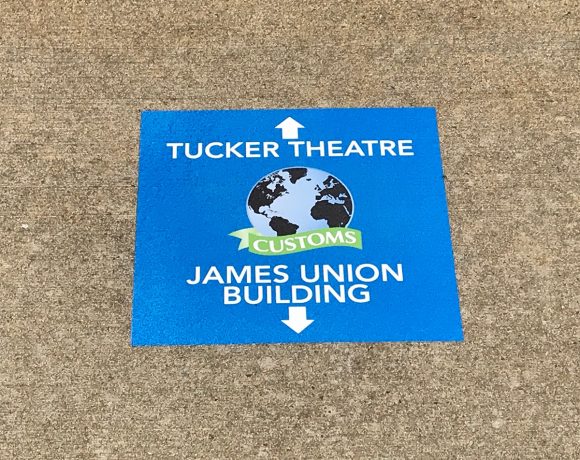 TUCKER THEATRE
CUSTOMS
JAMES UNION
BUILDING